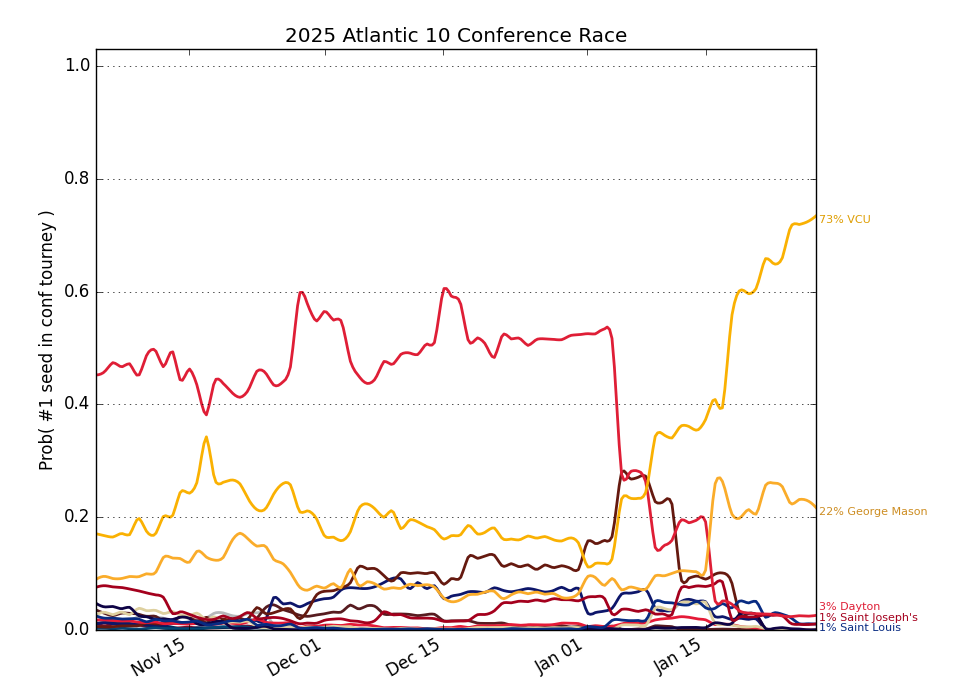 2025 Atlantic 10 Conference Race
Prob( #1 seed in conf tourney )
1.0
0.8
0.6
0.4
0.2
0.0
73% VCU
22% George Mason
3% Dayton
1% Saint Joseph's
1% Saint Louis
Nov 15
Dec 01
Dec 15
Jan 01
Jan 15